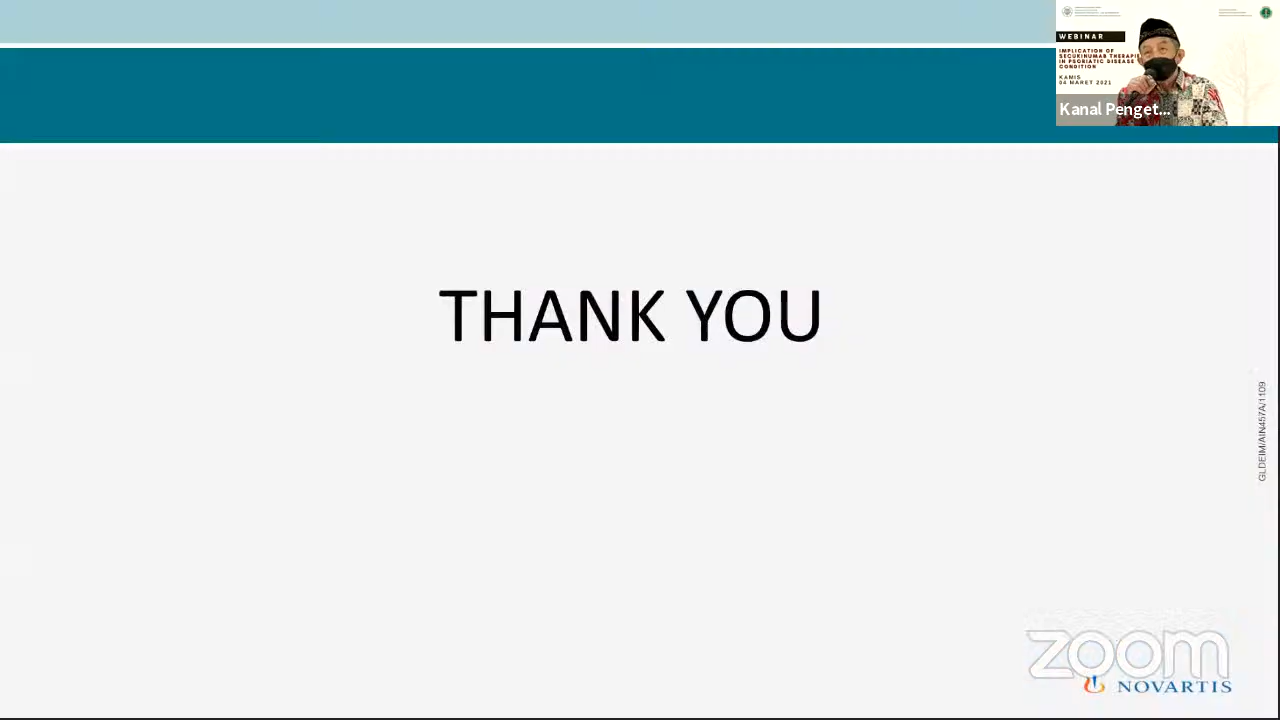 WEBINAR
IMPLICATION OF
SECUKINUMAB THERAPIE
IN PSORIATIC DISEASE
CONDITION
KAMIS
04 MARET 2021
Kanal Penget...
THANK YOU
GLDEIM/AIN457A/1109
zoom
NOVARTIS